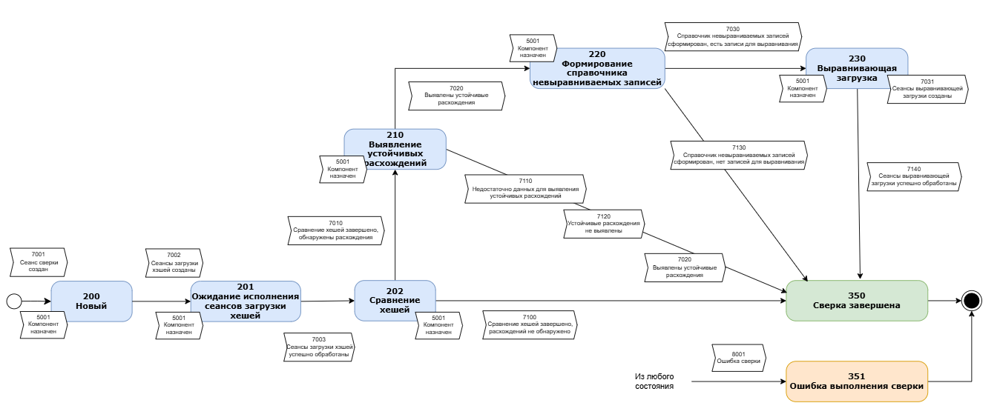 7030
Справочник невыравниваемых записей
сформирован, есть записи для выравнивания
5001
Компонент
назначен
220
Формирование
справочника
невыравниваемых записей
230
Выравнивающая
загрузка
5001
Компонент
назначен
7031
Сеансы выравнивающей
загрузки созданы
7020
Выявлены устойчивые
расхождения
210
Выявление
устойчивых
расхождений
5001
Компонент
назначен
7130
Справочник невыравниваемых записей
сформирован, нет записей для выравнивания
7140
Сеансы выравнивающей
загрузки успешно обработаны
7110
Недостаточно данных для выявления
устойчивых расхождений
7120
Устойчивые расхождения
не выявлены
7010
Сравнение хешей завершено,
обнаружены расхождения
7020
Выявлены устойчивые
расхождения
7001
Сеанс сверки
создан
7002
Сеансы загрузки
хэшей созданы
200
Новый
5001
Компонент
назначен
201
Ожидание исполнения
сеансов загрузки
хешей
5001
Компонент
назначен
202
Сравнение
хешей
5001
Компонент
назначен
7003
Сеансы загрузки хэшей
успешно обработаны
7100
Сравнение хешей завершено,
расхождений не обнаружено
350
Сверка завершена
8001
Ошибка сверки
Из любого
состояния
351
Ошибка выполнения сверки